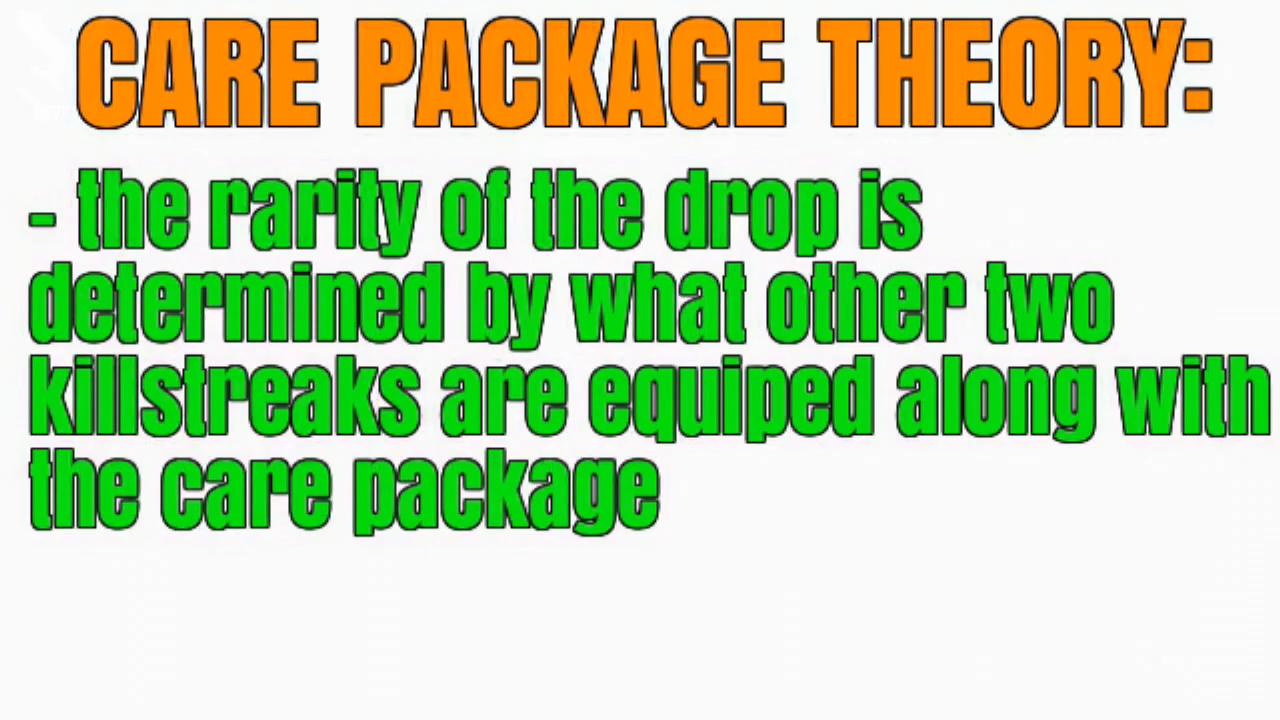 CARE PACKAGE THEORY:
- the rarity of the drop is
determined by what other two
killstreaks are equiped along with
the care package